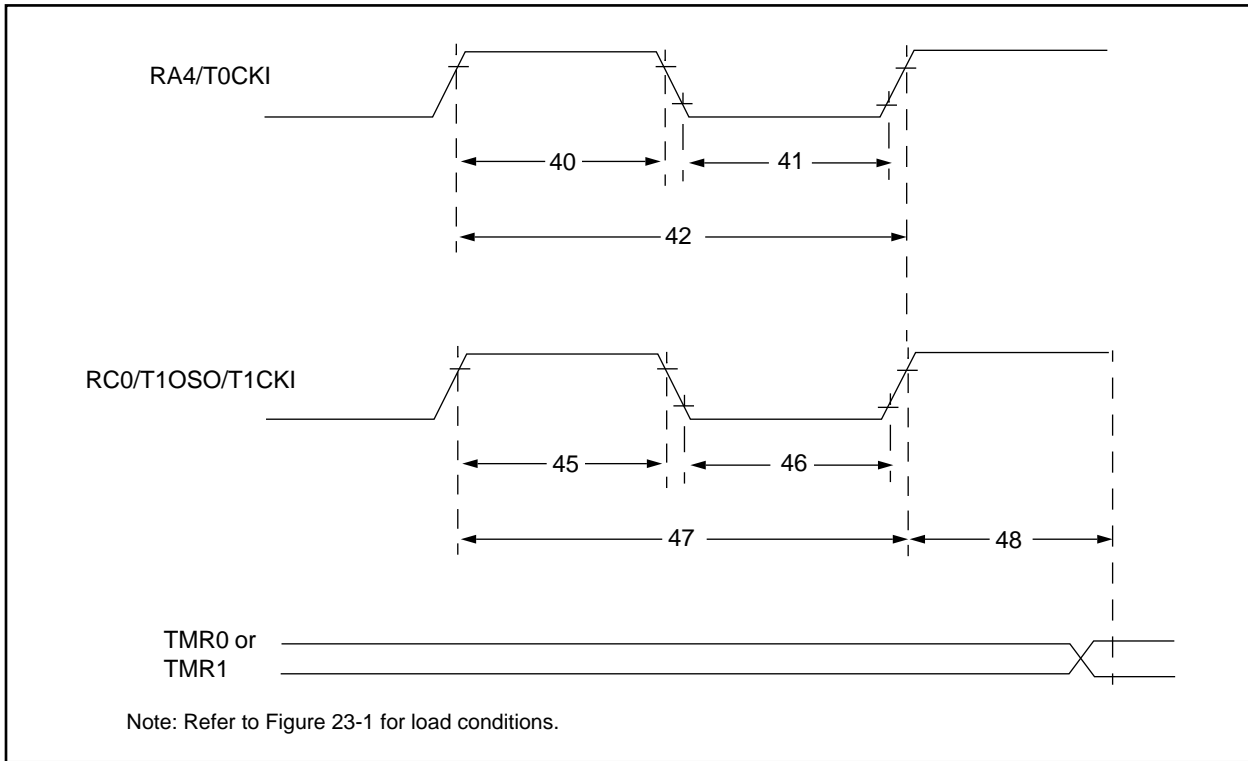 RA4/T0CKI
40
41
42
RC0/T1OSO/T1CKI
45
46
47
48
TMR0 or
TMR1
Note: Refer to Figure 23-1 for load conditions.